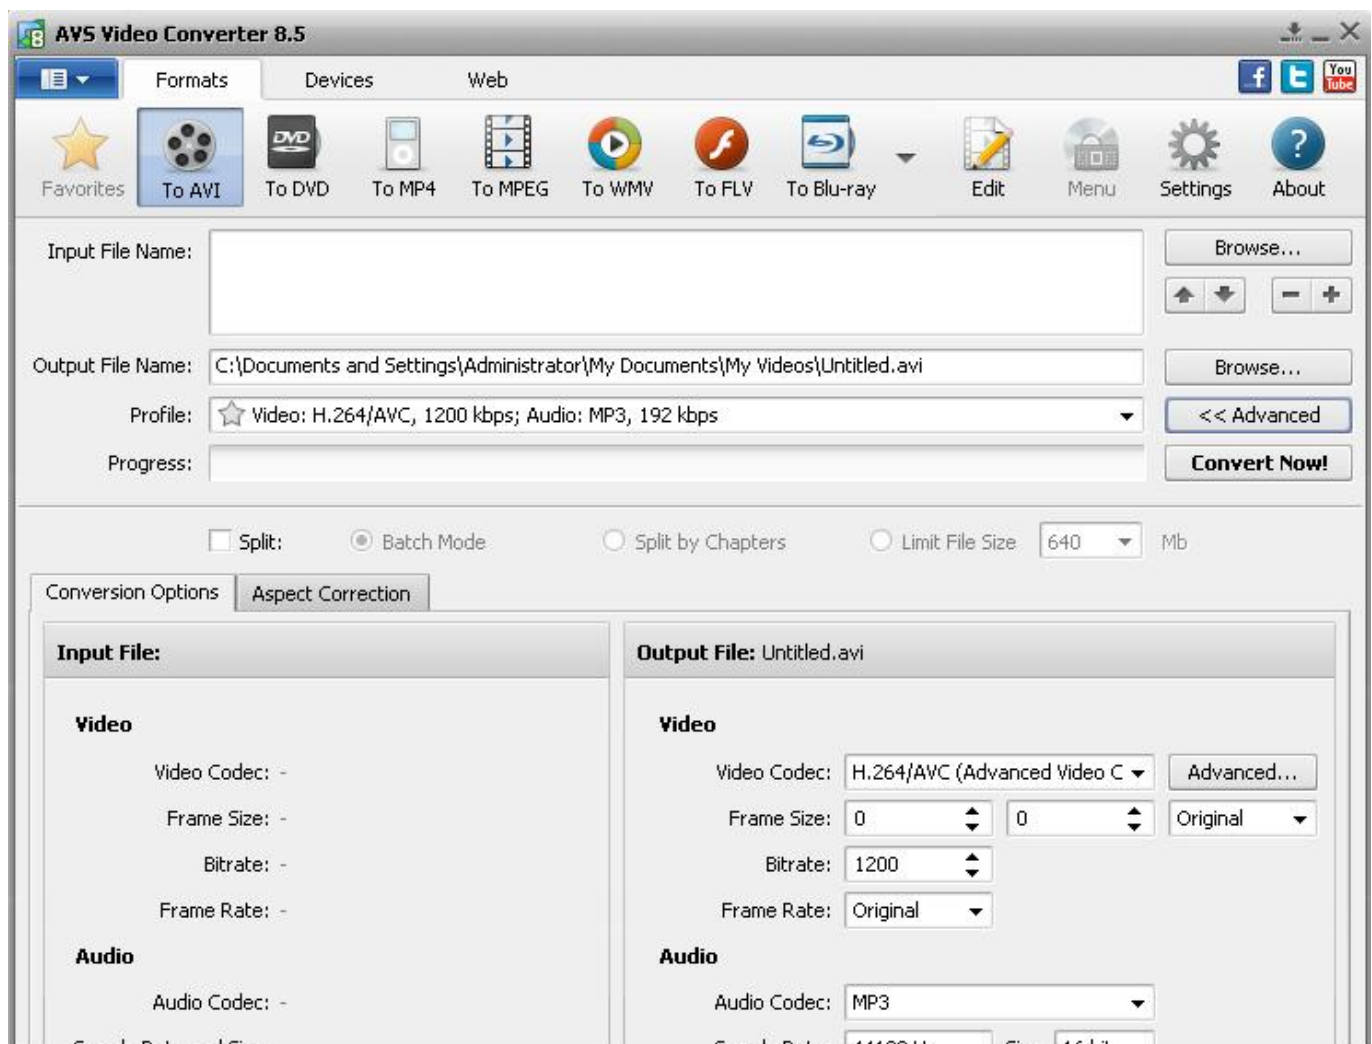 AVS Video Converter 8.5
Formats Devices Web You Tube
Favorites To AVI To DVD To MP4 To MPEG To WMV To FLV To Blu-ray Edit Menu Settings About
Input File Name: Browse...
Output File Name: C:\Documents and Settings\Administrator\My Documents\My Videos\Untitled.avi Browse...
Profile: Video: H.264/AVC, 1200 kbps; Audio: MP3, 192 kbps << Advanced
Progress: Convert Now!
Split: Batch Mode Split by Chapters Limit File Size 640 Mb
Conversion Options Aspect Correction
Input File: Output File: Untitled.avi
Video Video
Video Codec: - Video Codec: H.264/AVC (Advanced Video C Advanced...
Frame Size: - Frame Size: 0 0 Original
Bitrate: - Bitrate: 1200
Frame Rate: - Frame Rate: Original
Audio Audio
Audio Codec: - Audio Codec: MP3